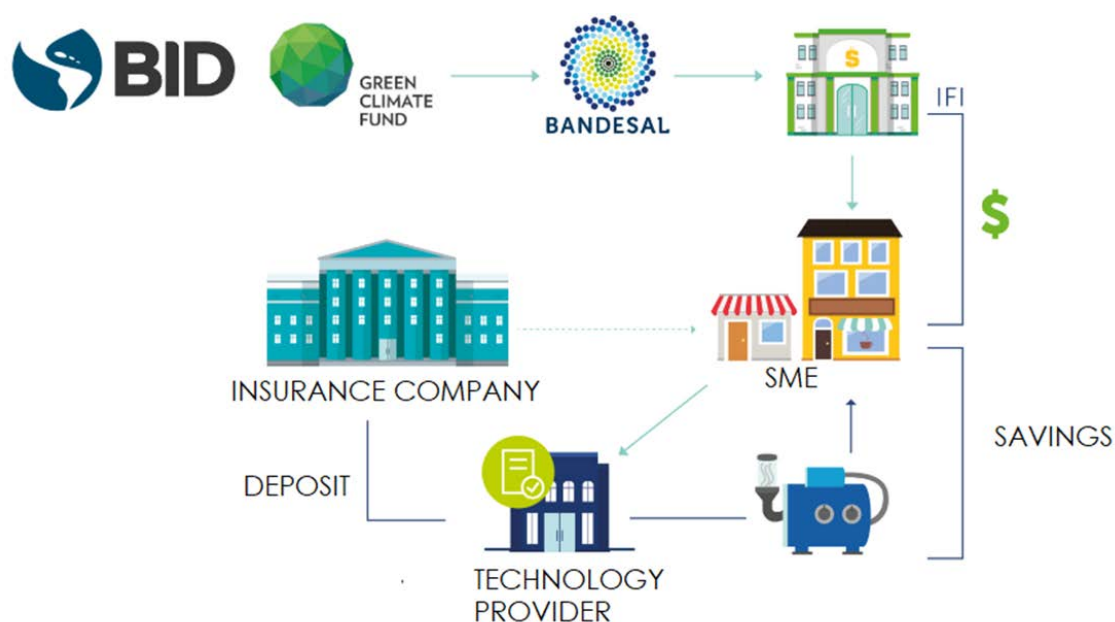 BID
GREEN
CLIMATE
FUND
BANDESAL
$
IFI
$
INSURANCE COMPANY
SME
SAVINGS
DEPOSIT
TECHNOLOGY
PROVIDER